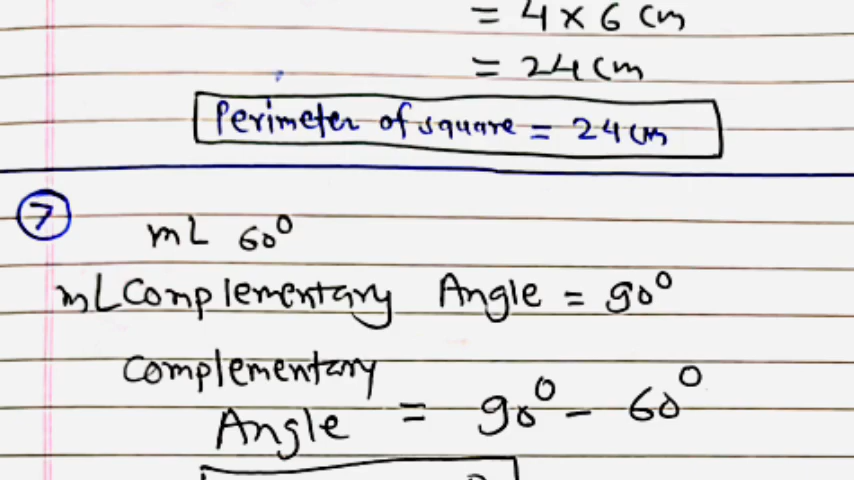 = 4 × 6 cm
= 24 cm
Perimeter of square = 24 cm
7
m∠ 60°
m∠ Complementary Angle = 90°
Complementary
Angle = 90° - 60°